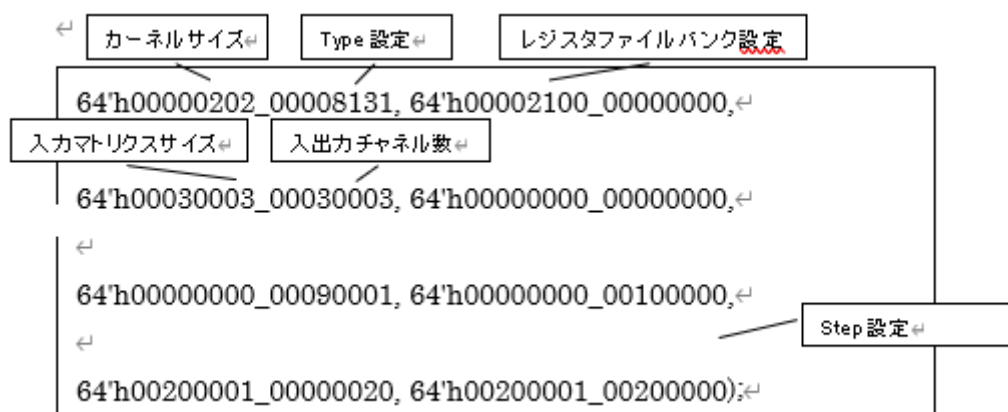 カーネルサイズ
Type 設定
レジスタファイルバンク設定
64'h00000202_00008131, 64'h00002100_00000000,
入力マトリクスサイズ
入出力チャネル数
64'h00030003_00030003, 64'h00000000_00000000,
64'h00000000_00090001, 64'h00000000_00100000,
Step 設定
64'h00200001_00000020, 64'h00200001_00200000);